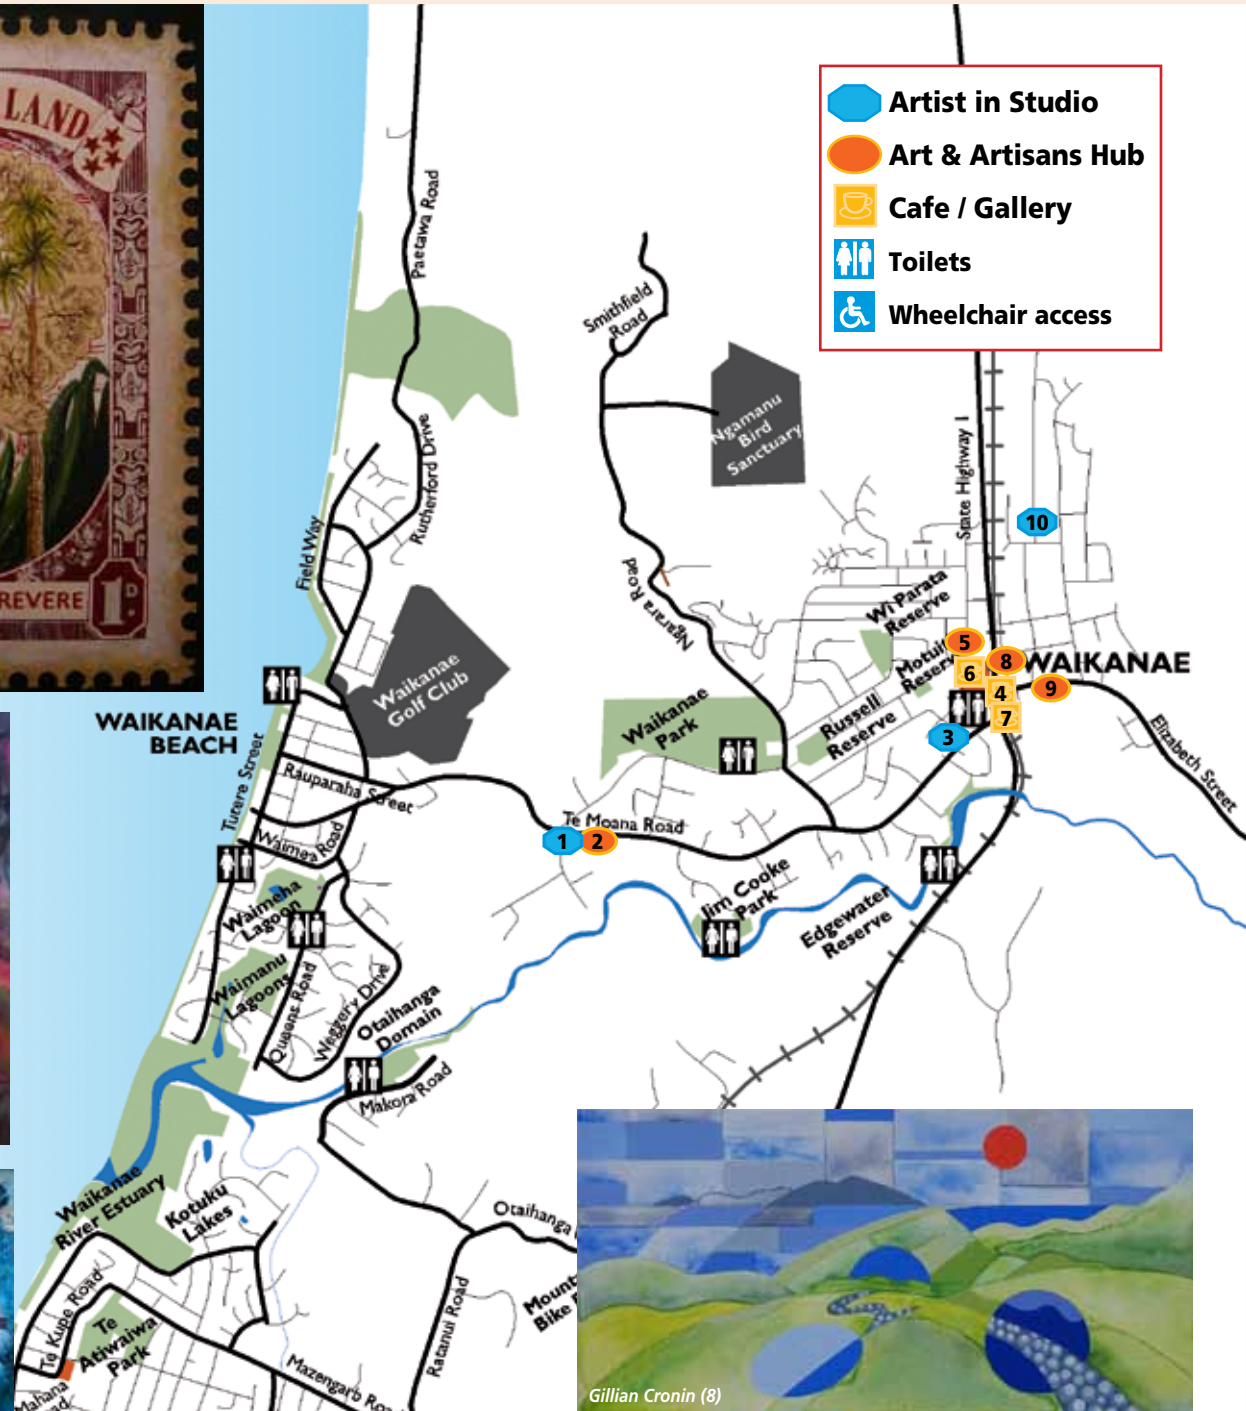 LAND
REVERE
1D
Artist in Studio
Art & Artisans Hub
Cafe / Gallery
Toilets
Wheelchair access
Paetawa Road
Smithfield
Road
Ngamanu
Bird
Sanctuary
State Highway 1
10
Rutherford Drive
Field Way
Ngarara Road
Wi Parata
Reserve
5
8
WAIKANAE
6
4
9
7
3
Waikanae
Golf Club
Waikanae
Park
Russell
Reserve
WAIKANAE
BEACH
Tutere Street
Rauparaha Street
Elizabeth Street
Te Moana Road
1
2
Waimea Road
Waimeha
Lagoon
Jim Cooke
Park
Edgewater
Reserve
Waimanu
Lagoons
Queens Road
Weggery Drive
Otaihanga
Domain
Makora Road
Waikanae
River Estuary
Kotuku
Lakes
Otaihanga
Mount
Bike
Te Kupe Road
Te
Atiwaiwa
Park
Ratanui Road
Mazengarb Roa
Mahana
ad
Gillian Cronin (8)